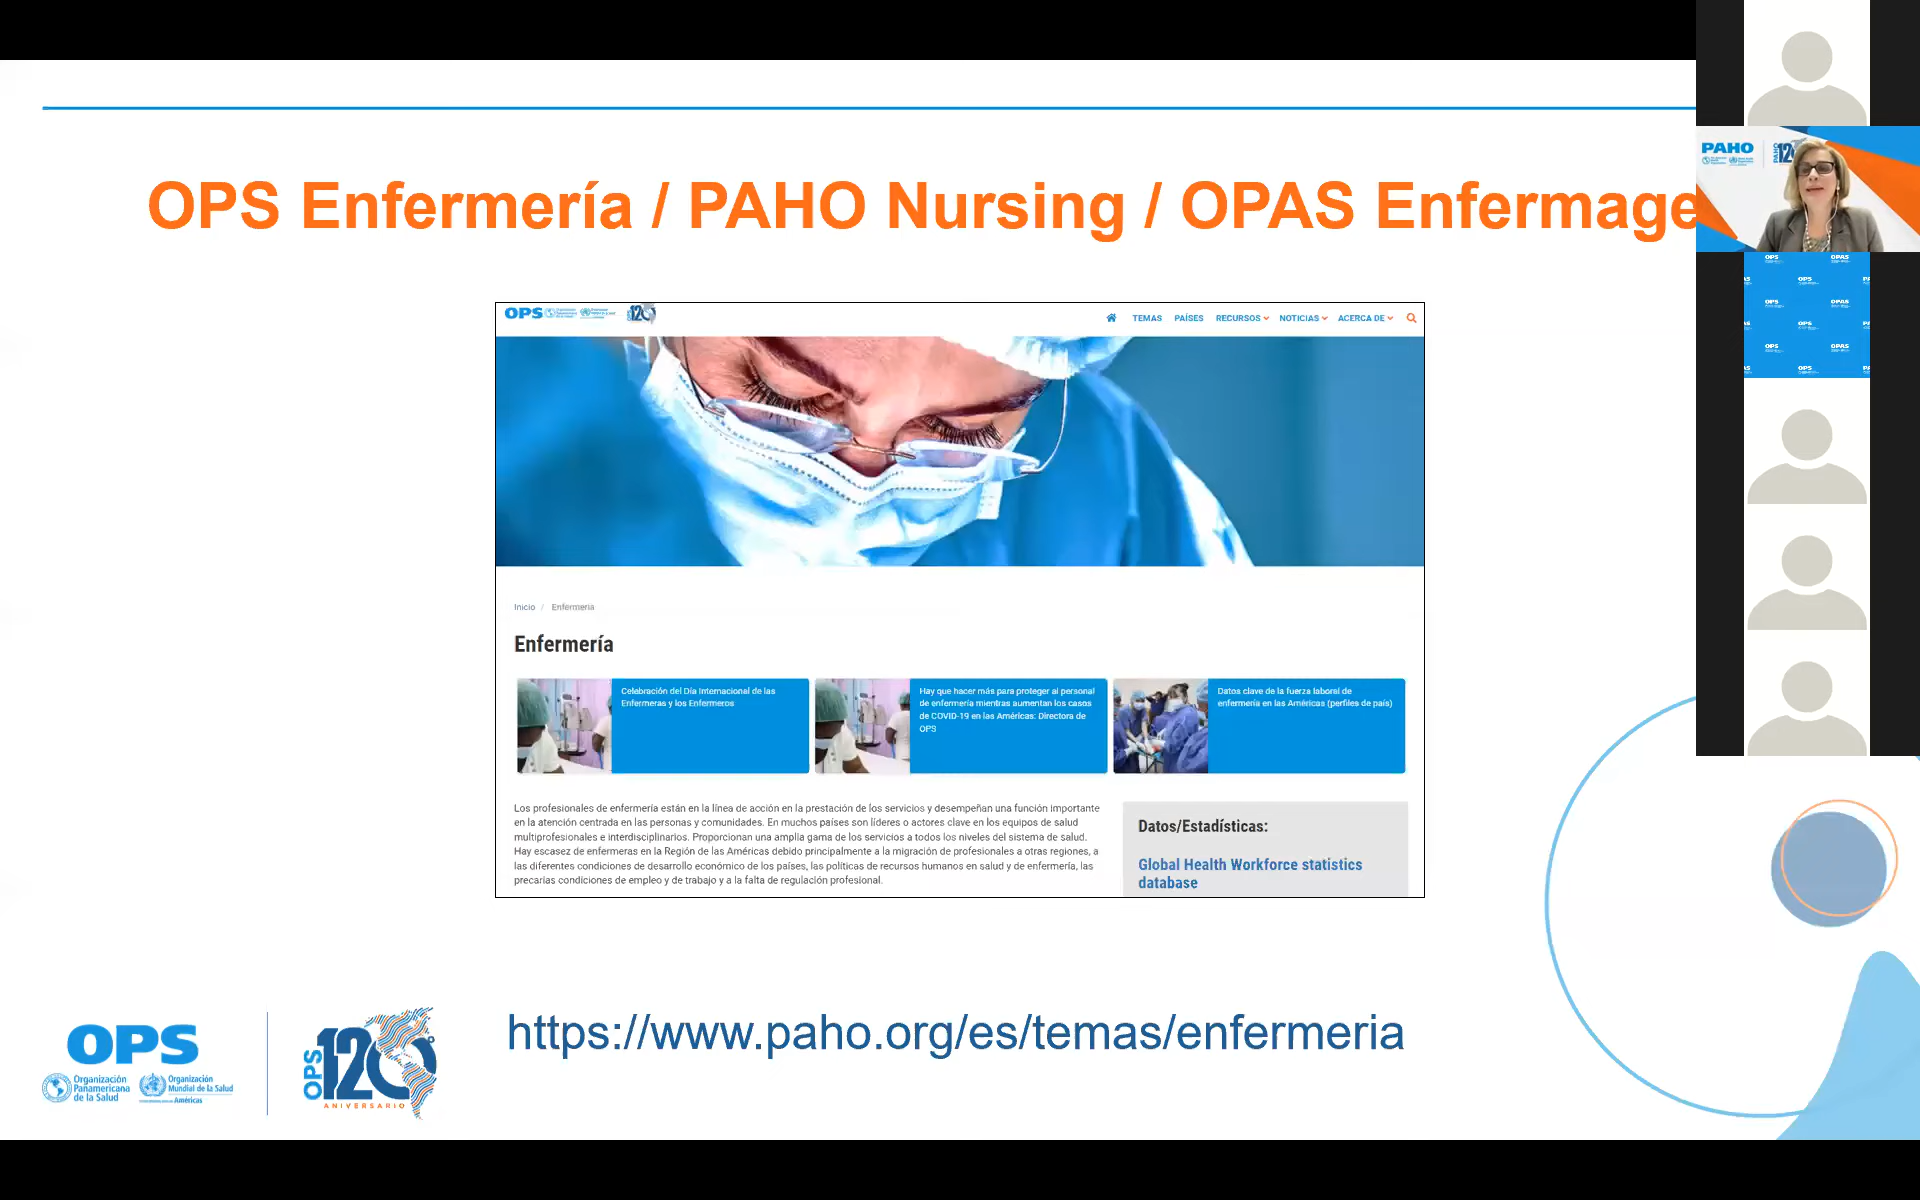 OPS Enfermería / PAHO Nursing / OPAS Enfermage
PAHO
OPS
TEMAS PAÍSES RECURSOS NOTICIAS ACERCA DE
Inicio / Enfermería
Enfermería
Celebración del Día Internacional de las
Enfermeras y los Enfermeros
Hay que hacer más para proteger al personal
de enfermería mientras aumentan los casos
de COVID-19 en las Américas: Directora de
OPS
Datos clave de la fuerza laboral de
enfermería en las Américas (perfiles de país)
Los profesionales de enfermería están en la línea de acción en la prestación de los servicios y desempeñan una función importante
en la atención centrada en las personas y comunidades. En muchos países son líderes o actores clave en los equipos de salud
multiprofesionales e interdisciplinarios. Proporcionan una amplia gama de los servicios a todos los niveles del sistema de salud.
Hay escasez de enfermeras en la Región de las Américas debido principalmente a la migración de profesionales a otras regiones, a
las diferentes condiciones de desarrollo económico de los países, las políticas de recursos humanos en salud y de enfermería, las
precarias condiciones de empleo y de trabajo y a la falta de regulación profesional.
Datos/Estadísticas:
Global Health Workforce statistics
database
https://www.paho.org/es/temas/enfermeria
OPS
Organización
Panamericana
de la Salud
Organización
Mundial de la Salud
Américas
OPS 120
ANIVERSARIO